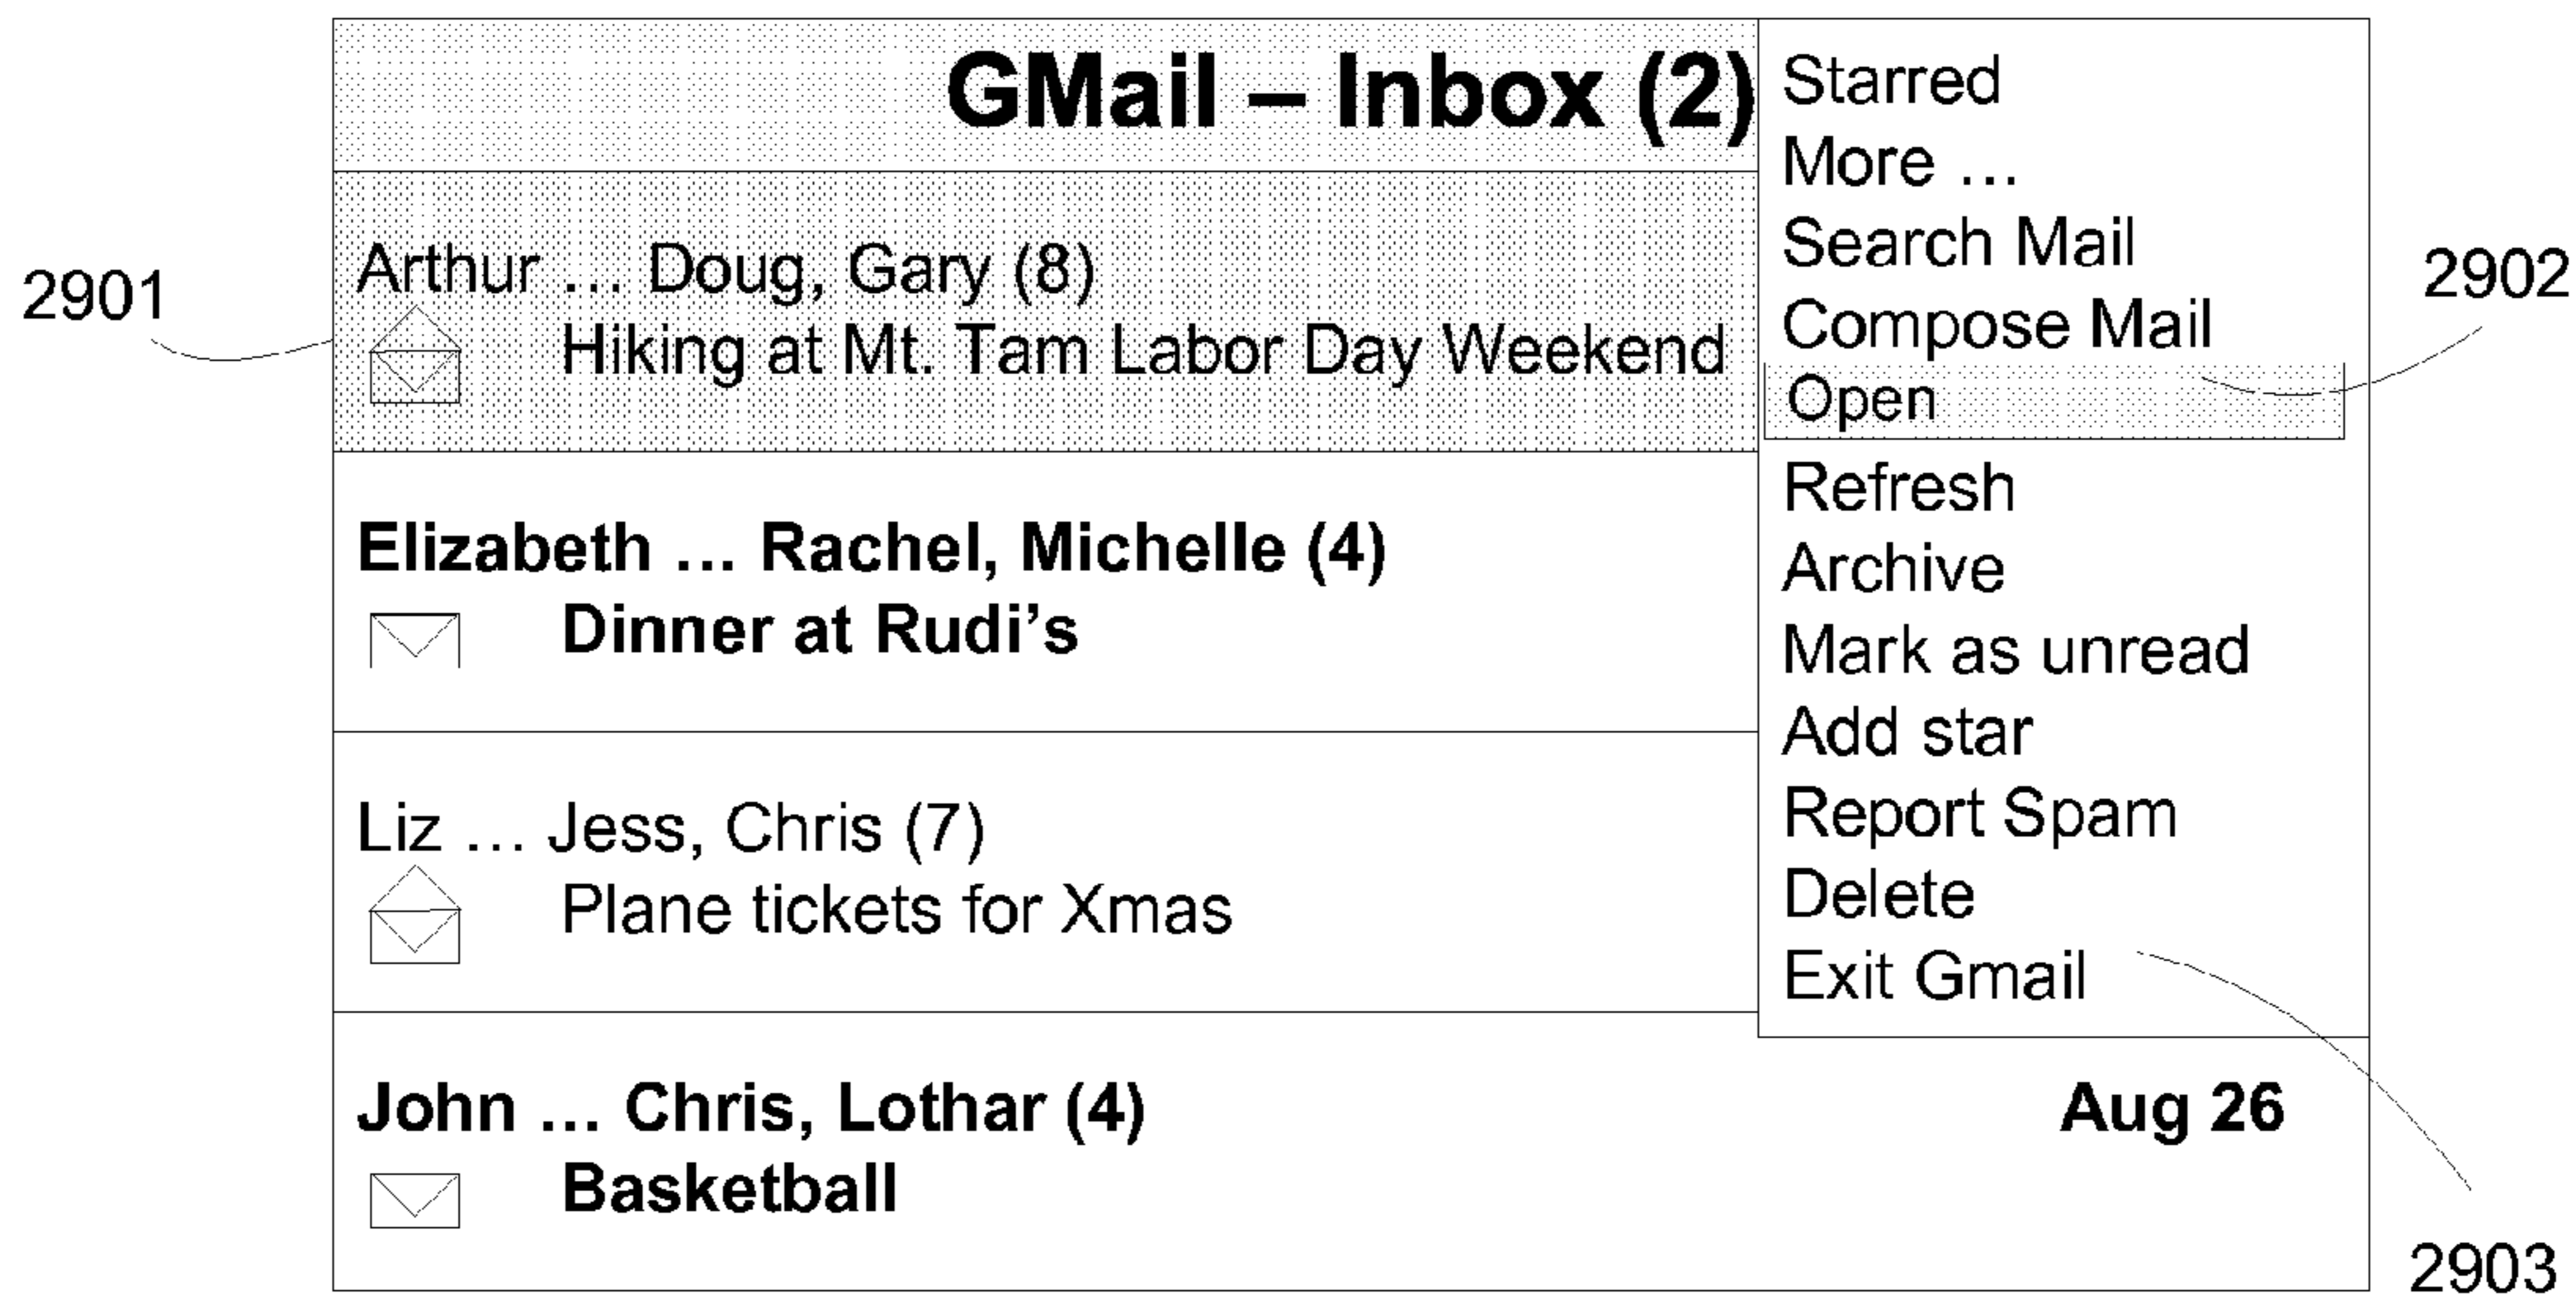 GMail – Inbox (2)
2901
Arthur ... Doug, Gary (8)
Hiking at Mt. Tam Labor Day Weekend
Elizabeth ... Rachel, Michelle (4)
Dinner at Rudi’s
Liz ... Jess, Chris (7)
Plane tickets for Xmas
John ... Chris, Lothar (4)
Aug 26
Basketball
Starred
More ...
Search Mail
Compose Mail
Open
Refresh
Archive
Mark as unread
Add star
Report Spam
Delete
Exit Gmail
2902
2903